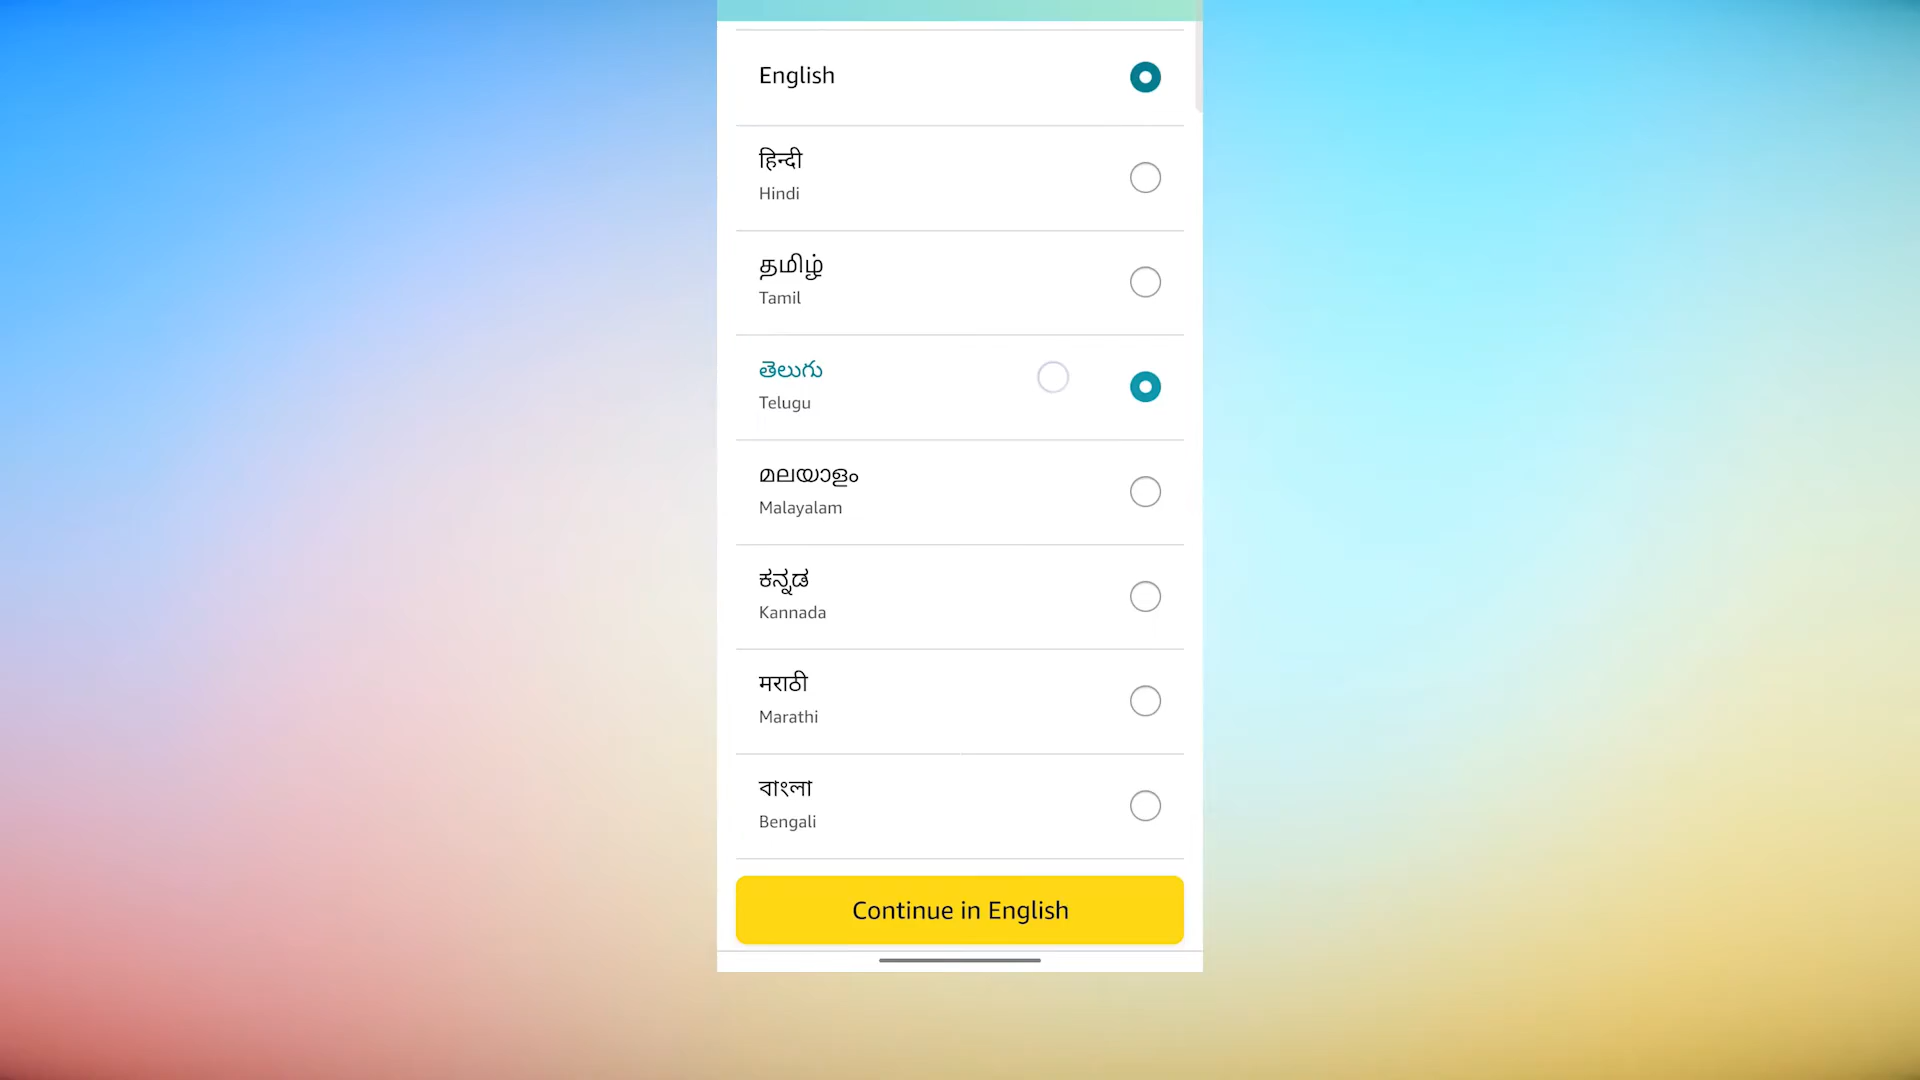 English
हिन्दी
Hindi
தமிழ்
Tamil
తెలుగు
Telugu
മലയാളം
Malayalam
ಕನ್ನಡ
Kannada
मराठी
Marathi
বাংলা
Bengali
Continue in English